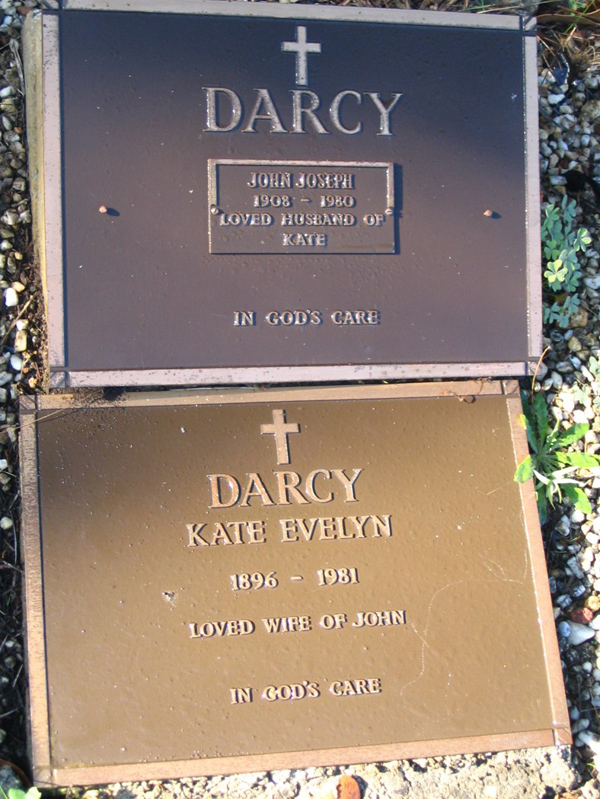 DARCY
JOHN JOSEPH
1908 - 1980
LOVED HUSBAND OF
KATE
IN GOD'S CARE
DARCY
KATE EVELYN
1896 - 1981
LOVED WIFE OF JOHN
IN GOD'S CARE